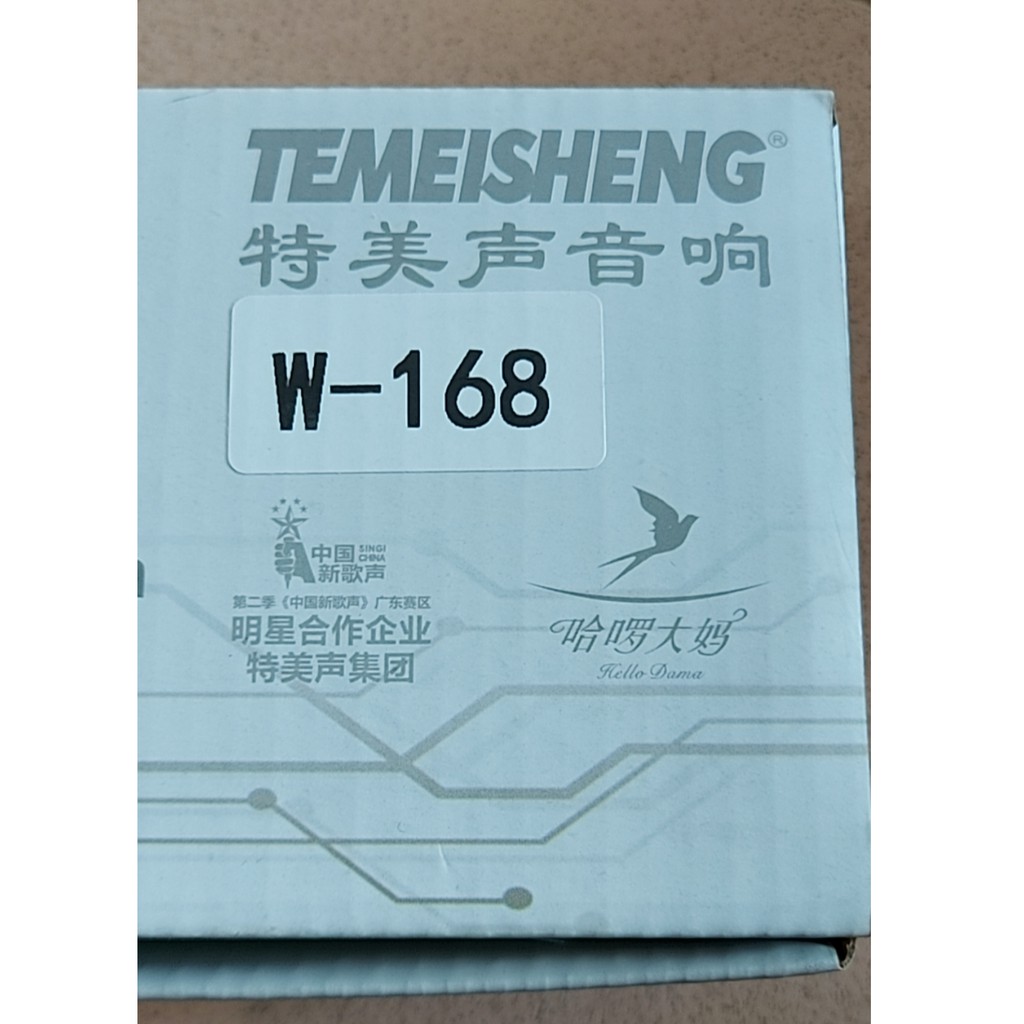 TEMEISHENG®
特美声音响
W-168
中国 SINGI CHINA
新歌声
第二季《中国新歌声》广东赛区
明星合作企业
特美声集团
哈啰大妈
Hello Dama